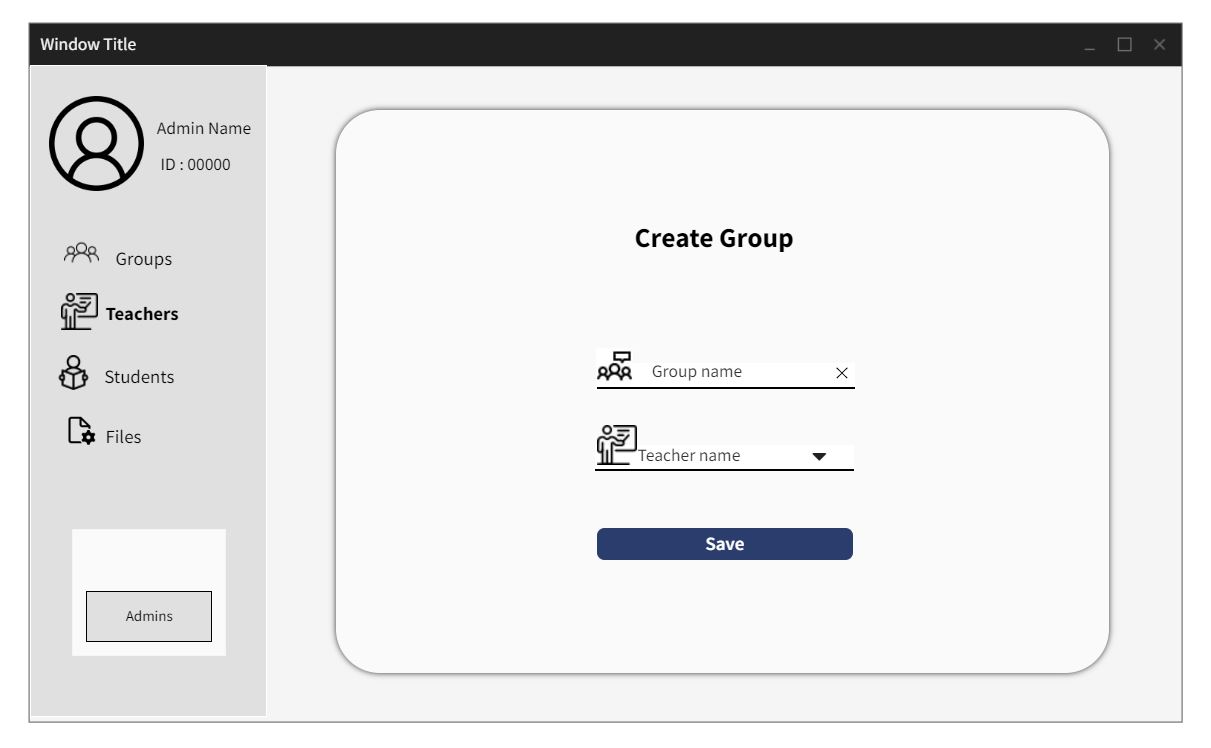 Window Title
Admin Name
ID : 00000
Groups
Teachers
Students
Files
Admins
Create Group
Group name
Teacher name
Save